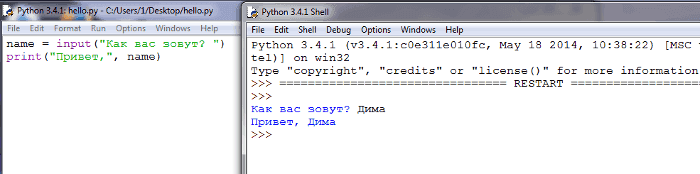 Python 3.4.1: hello.py - C:/Users/1/Desktop/hello.py
File Edit Format Run Options Windows Help
name = input("Как вас зовут? ")
print("Привет,", name)
Python 3.4.1 Shell
File Edit Shell Debug Options Windows Help
Python 3.4.1 (v3.4.1:c0e311e010fc, May 18 2014, 10:38:22) [MSC
tel)] on win32
Type "copyright", "credits" or "license()" for more information
>>> ================================ RESTART ===================
>>>
Как вас зовут? Дима
Привет, Дима
>>>